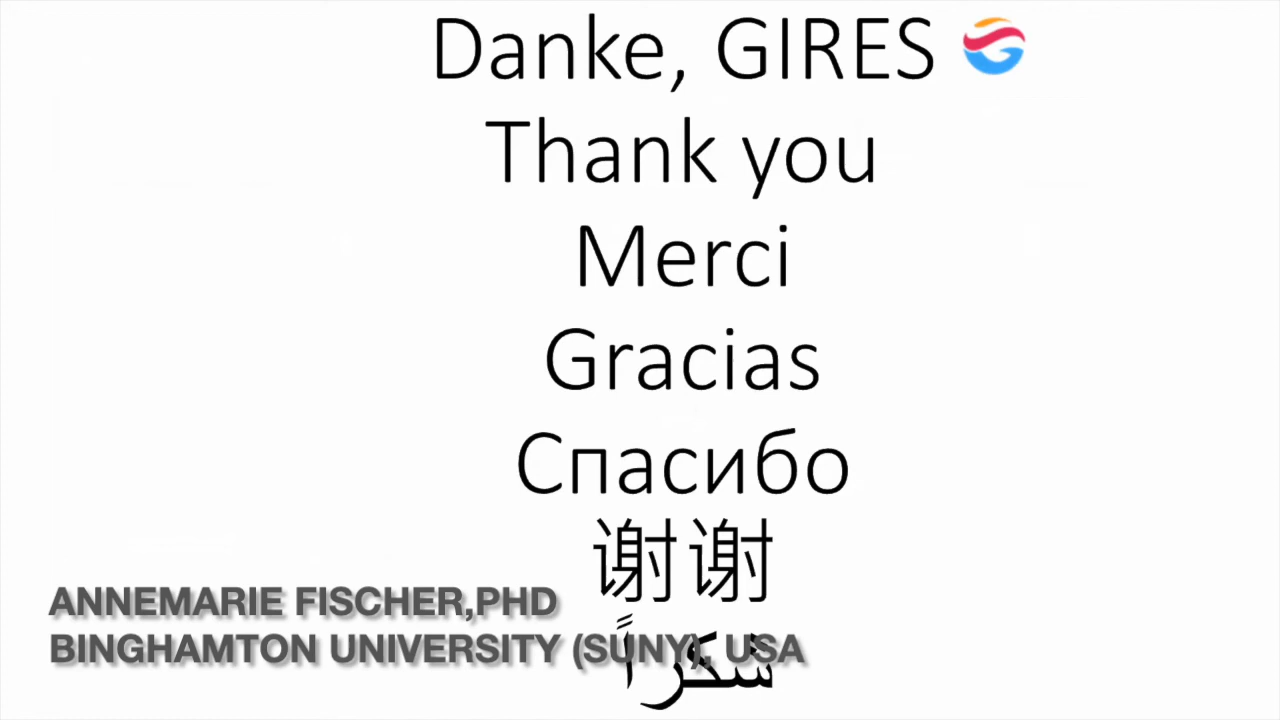 Danke, GIRES
Thank you
Merci
Gracias
Спасибо
谢谢
شكراً
ANNEMARIE FISCHER,PHD
BINGHAMTON UNIVERSITY (SUNY), USA